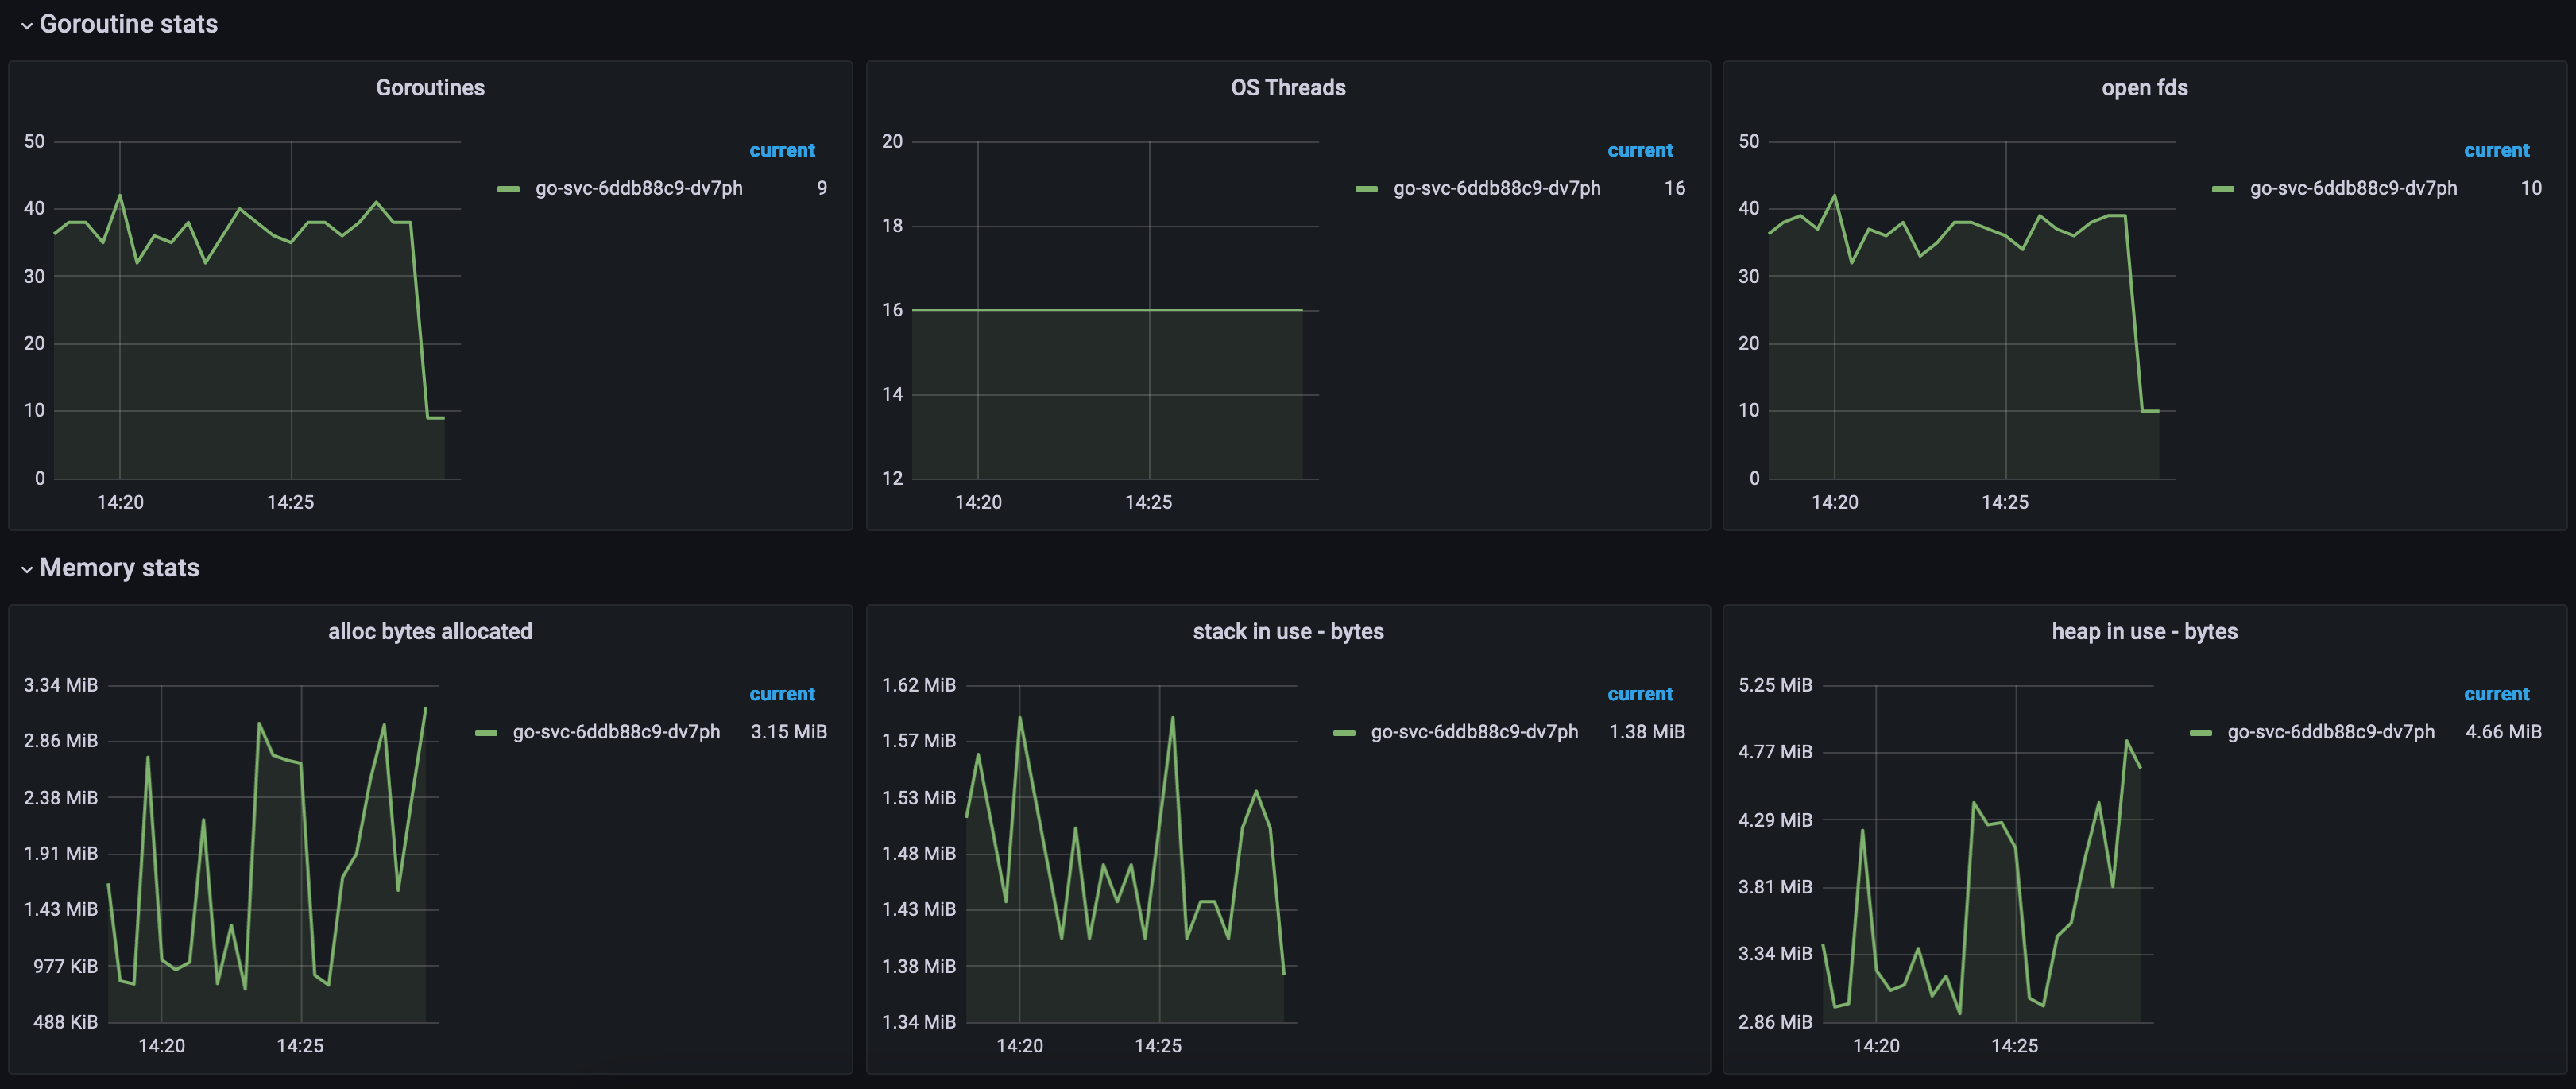 Goroutine stats
Goroutines
50
40
30
20
10
0
14:20 14:25
current
go-svc-6ddb88c9-dv7ph 9
OS Threads
20
18
16
14
12
14:20 14:25
current
go-svc-6ddb88c9-dv7ph 16
open fds
50
40
30
20
10
0
14:20 14:25
current
go-svc-6ddb88c9-dv7ph 10
Memory stats
alloc bytes allocated
3.34 MiB
2.86 MiB
2.38 MiB
1.91 MiB
1.43 MiB
977 KiB
488 KiB
14:20 14:25
current
go-svc-6ddb88c9-dv7ph 3.15 MiB
stack in use - bytes
1.62 MiB
1.57 MiB
1.53 MiB
1.48 MiB
1.43 MiB
1.38 MiB
1.34 MiB
14:20 14:25
current
go-svc-6ddb88c9-dv7ph 1.38 MiB
heap in use - bytes
5.25 MiB
4.77 MiB
4.29 MiB
3.81 MiB
3.34 MiB
2.86 MiB
14:20 14:25
current
go-svc-6ddb88c9-dv7ph 4.66 MiB